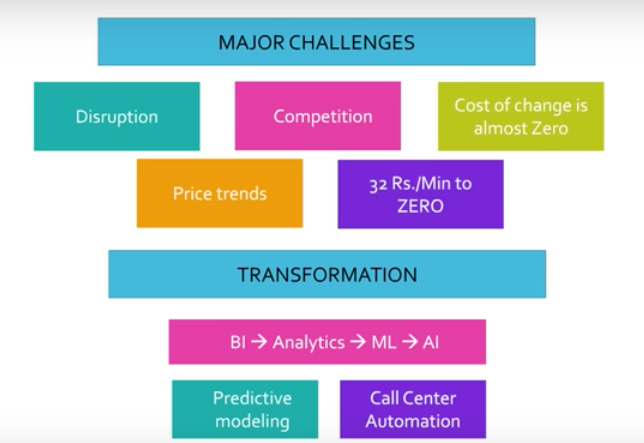 MAJOR CHALLENGES
Disruption
Competition
Cost of change is
almost Zero
Price trends
32 Rs./Min to
ZERO
TRANSFORMATION
BI → Analytics → ML → AI
Predictive
modeling
Call Center
Automation